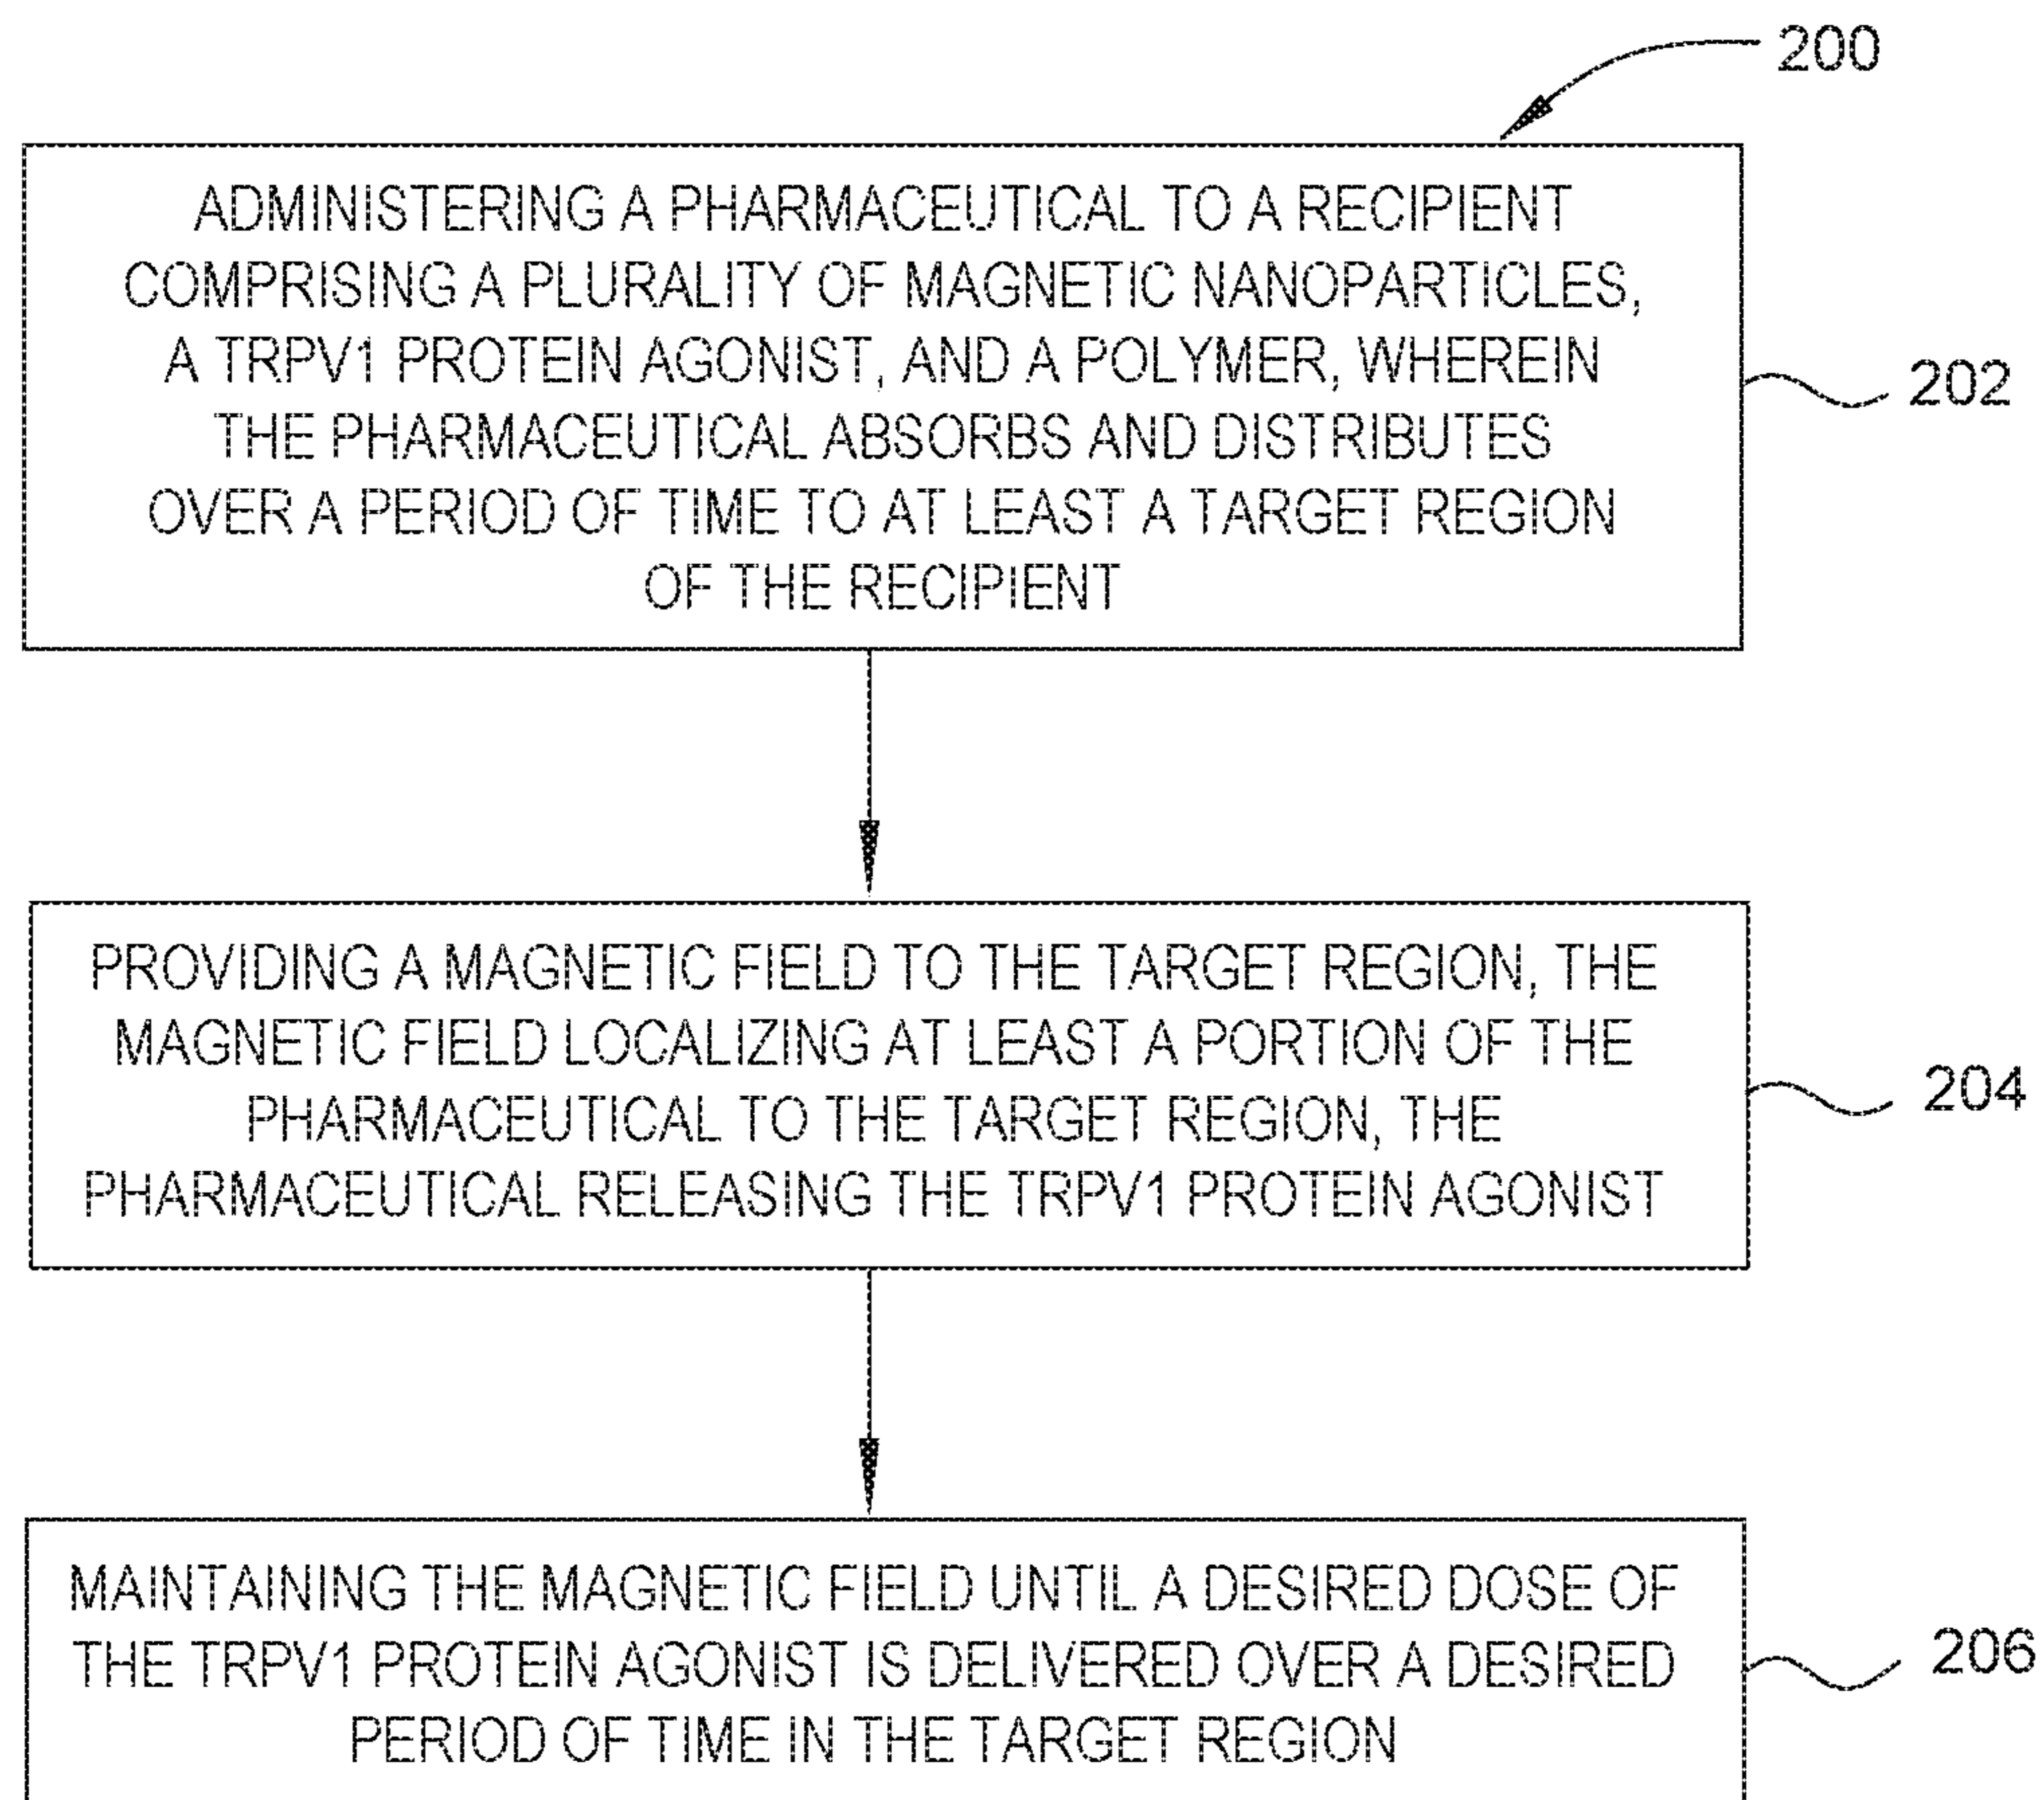 200
ADMINISTERING A PHARMACEUTICAL TO A RECIPIENT
COMPRISING A PLURALITY OF MAGNETIC NANOPARTICLES,
A TRPV1 PROTEIN AGONIST, AND A POLYMER, WHEREIN
THE PHARMACEUTICAL ABSORBS AND DISTRIBUTES
OVER A PERIOD OF TIME TO AT LEAST A TARGET REGION
OF THE RECIPIENT
202
PROVIDING A MAGNETIC FIELD TO THE TARGET REGION, THE
MAGNETIC FIELD LOCALIZING AT LEAST A PORTION OF THE
PHARMACEUTICAL TO THE TARGET REGION, THE
PHARMACEUTICAL RELEASING THE TRPV1 PROTEIN AGONIST
204
MAINTAINING THE MAGNETIC FIELD UNTIL A DESIRED DOSE OF
THE TRPV1 PROTEIN AGONIST IS DELIVERED OVER A DESIRED
PERIOD OF TIME IN THE TARGET REGION
206